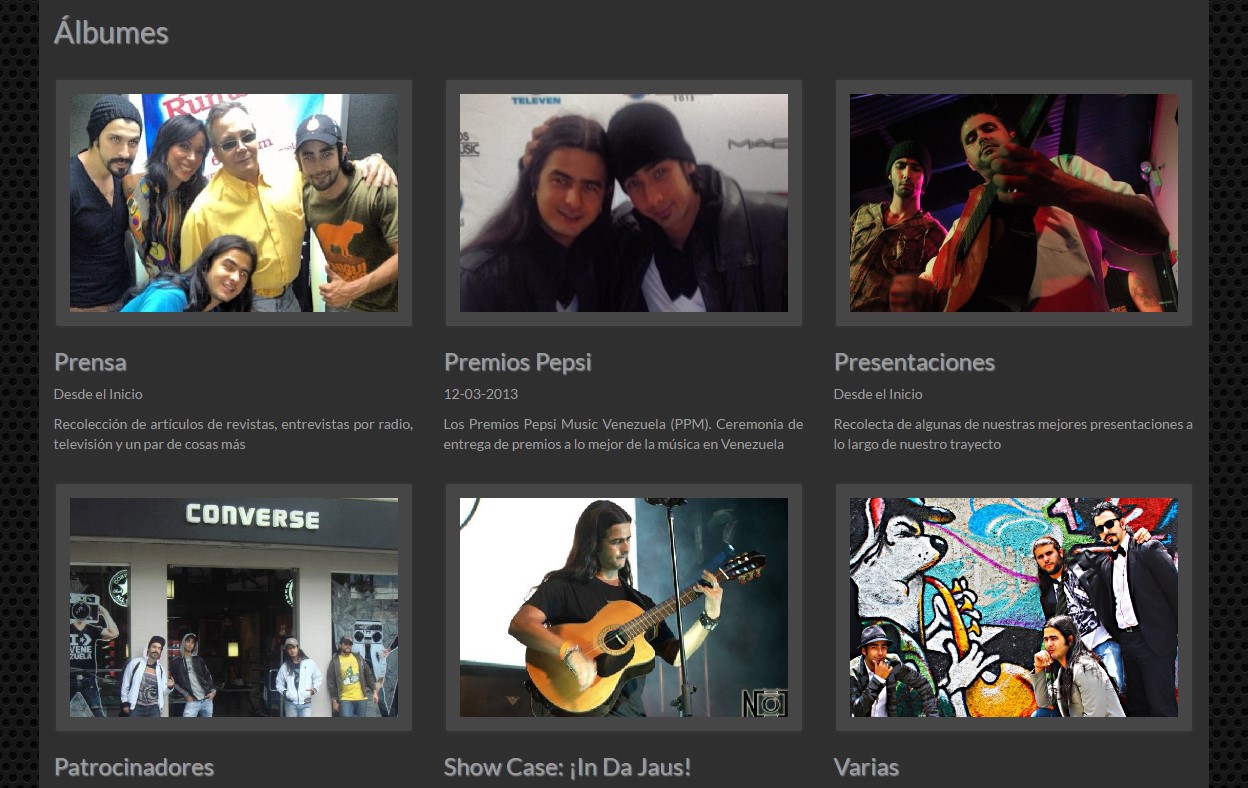 Álbumes
TELEVEN
2013
MAC
Prensa
Desde el Inicio
Recolección de artículos de revistas, entrevistas por radio,
televisión y un par de cosas más
Premios Pepsi
12-03-2013
Los Premios Pepsi Music Venezuela (PPM). Ceremonia de
entrega de premios a lo mejor de la música en Venezuela
Presentaciones
Desde el Inicio
Recolecta de algunas de nuestras mejores presentaciones a
lo largo de nuestro trayecto
CONVERSE
Patrocinadores
Show Case: ¡In Da Jaus!
Varias